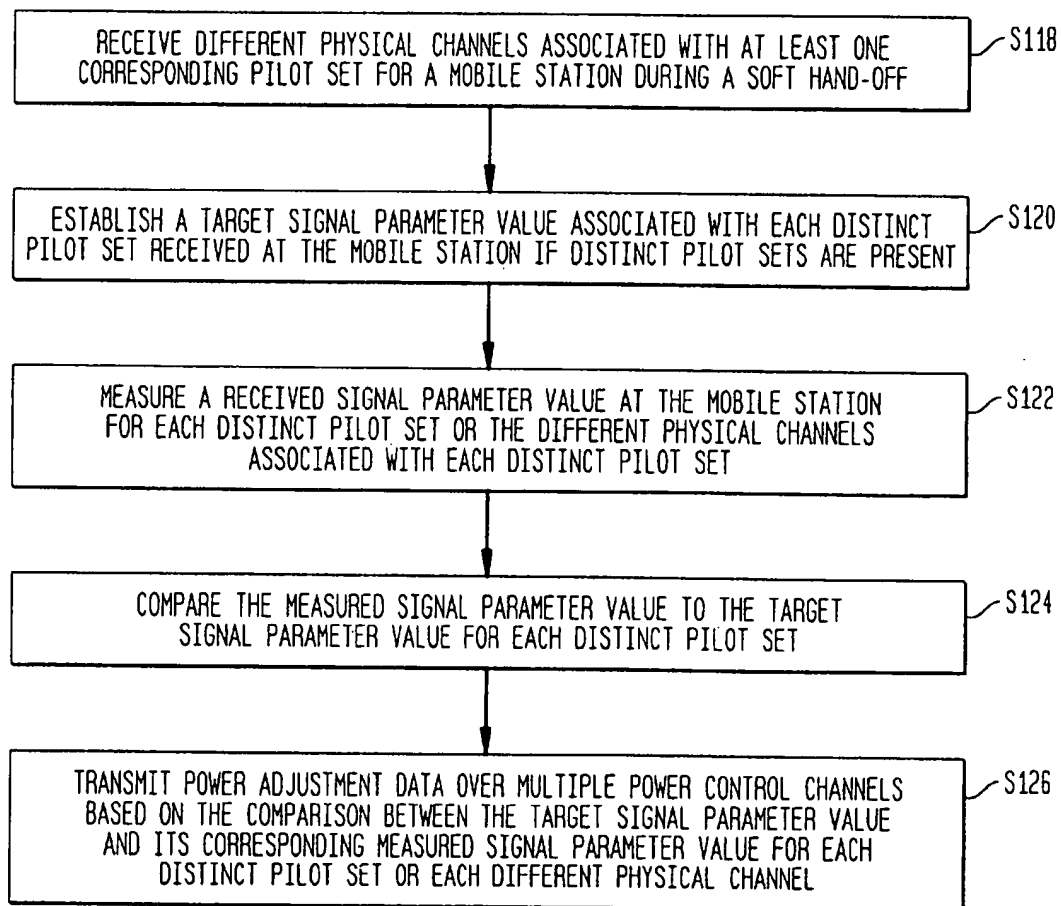 RECEIVE DIFFERENT PHYSICAL CHANNELS ASSOCIATED WITH AT LEAST ONE
CORRESPONDING PILOT SET FOR A MOBILE STATION DURING A SOFT HAND-OFF
S118
ESTABLISH A TARGET SIGNAL PARAMETER VALUE ASSOCIATED WITH EACH DISTINCT
PILOT SET RECEIVED AT THE MOBILE STATION IF DISTINCT PILOT SETS ARE PRESENT
S120
MEASURE A RECEIVED SIGNAL PARAMETER VALUE AT THE MOBILE STATION
FOR EACH DISTINCT PILOT SET OR THE DIFFERENT PHYSICAL CHANNELS
ASSOCIATED WITH EACH DISTINCT PILOT SET
S122
COMPARE THE MEASURED SIGNAL PARAMETER VALUE TO THE TARGET
SIGNAL PARAMETER VALUE FOR EACH DISTINCT PILOT SET
S124
TRANSMIT POWER ADJUSTMENT DATA OVER MULTIPLE POWER CONTROL CHANNELS
BASED ON THE COMPARISON BETWEEN THE TARGET SIGNAL PARAMETER VALUE
AND ITS CORRESPONDING MEASURED SIGNAL PARAMETER VALUE FOR EACH
DISTINCT PILOT SET OR EACH DIFFERENT PHYSICAL CHANNEL
S126